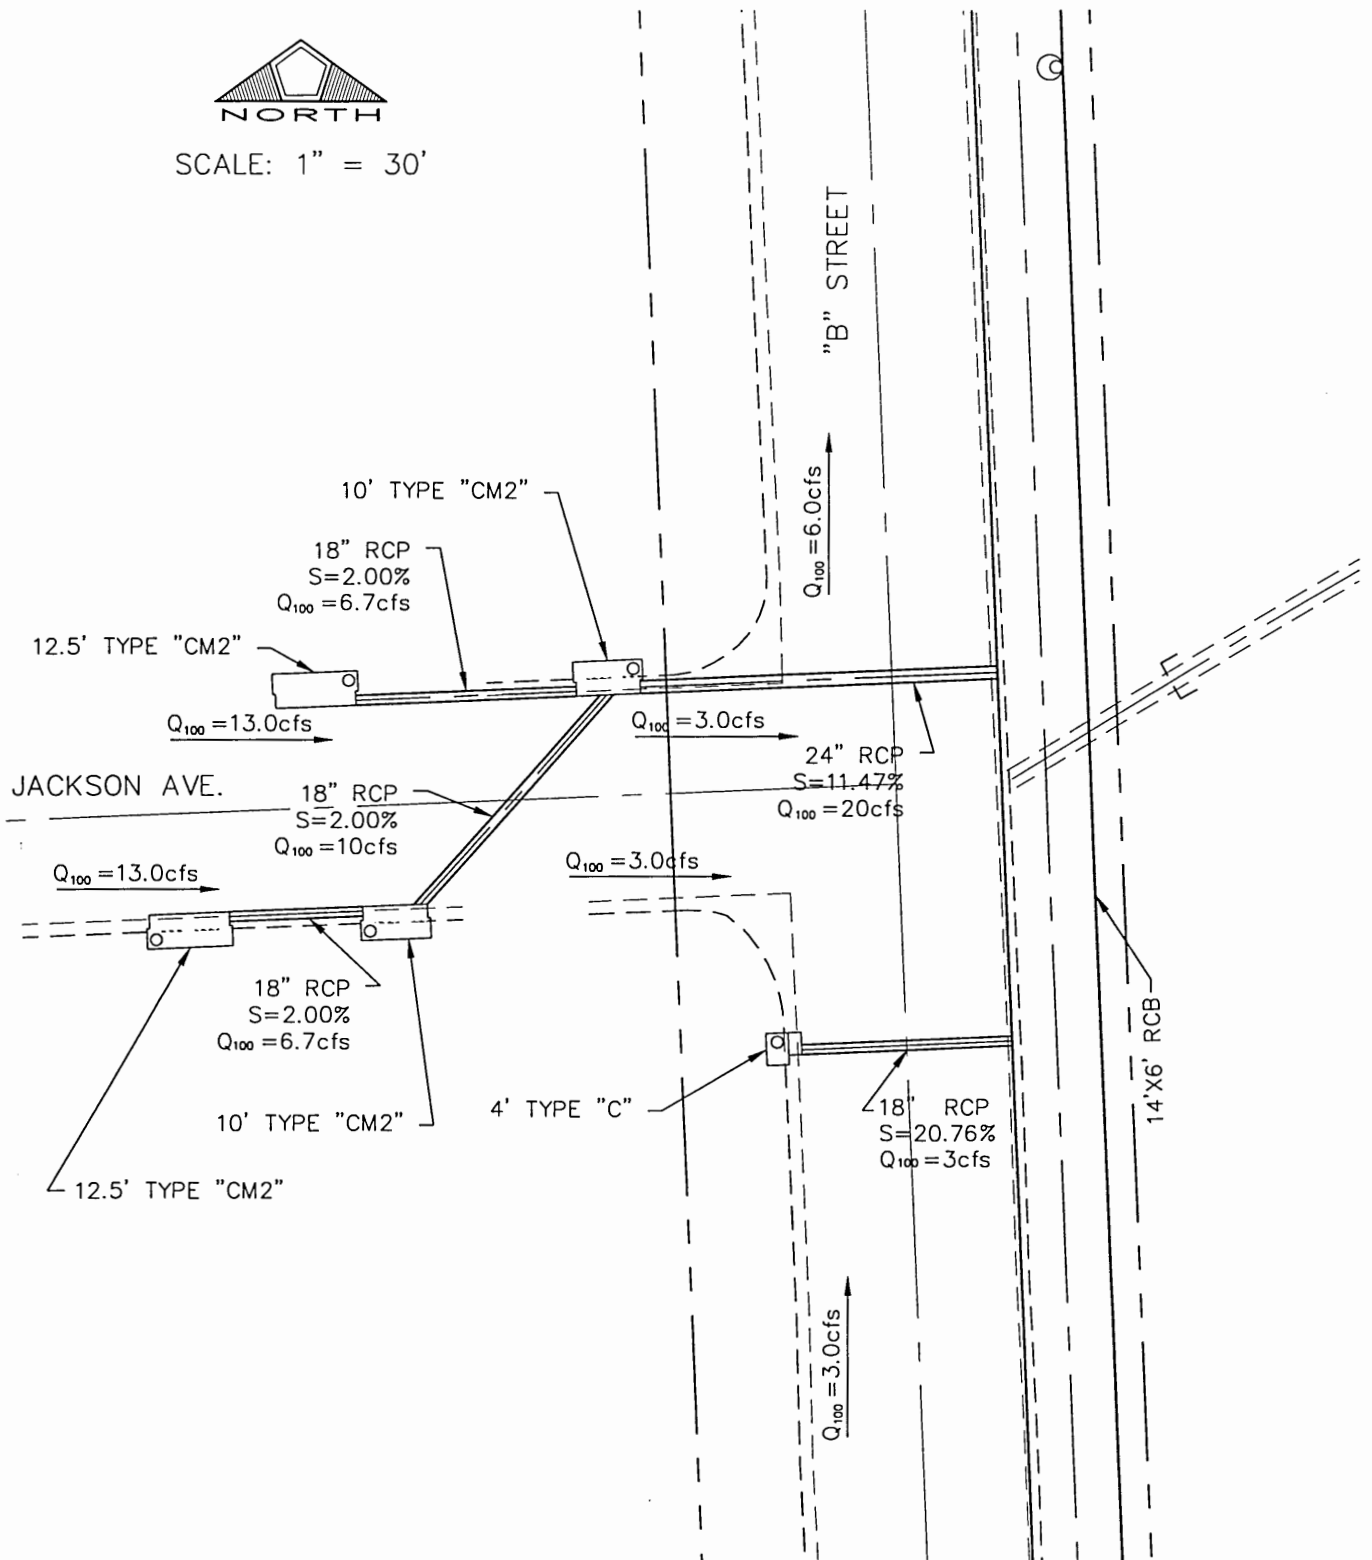 NORTH
SCALE: 1" = 30'
"B" STREET
10' TYPE "CM2"
Q100 =6.0cfs
18" RCP
S=2.00%
Q100 =6.7cfs
12.5' TYPE "CM2"
Q100 =13.0cfs
Q100 =3.0cfs
24" RCP
S=11.47%
Q100 =20cfs
JACKSON AVE.
18" RCP
S=2.00%
Q100 =10cfs
Q100 =13.0cfs
Q100 =3.0cfs
18" RCP
S=2.00%
Q100 =6.7cfs
14'X6' RCB
10' TYPE "CM2"
4' TYPE "C"
18" RCP
S=20.76%
Q100 =3cfs
12.5' TYPE "CM2"
Q100 =3.0cfs